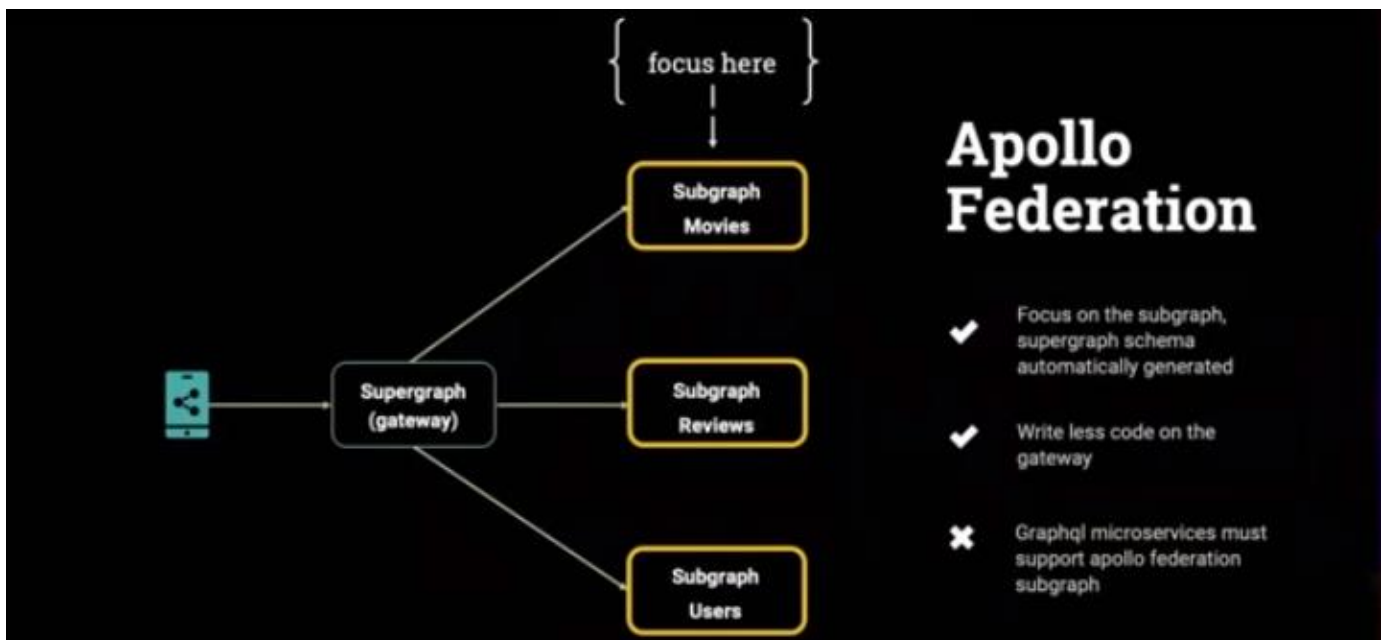 focus here
Subgraph
Movies
Supergraph
(gateway)
Subgraph
Reviews
Subgraph
Users
Apollo
Federation
Focus on the subgraph,
supergraph schema
automatically generated
Write less code on the
gateway
Graphql microservices must
support apollo federation
subgraph